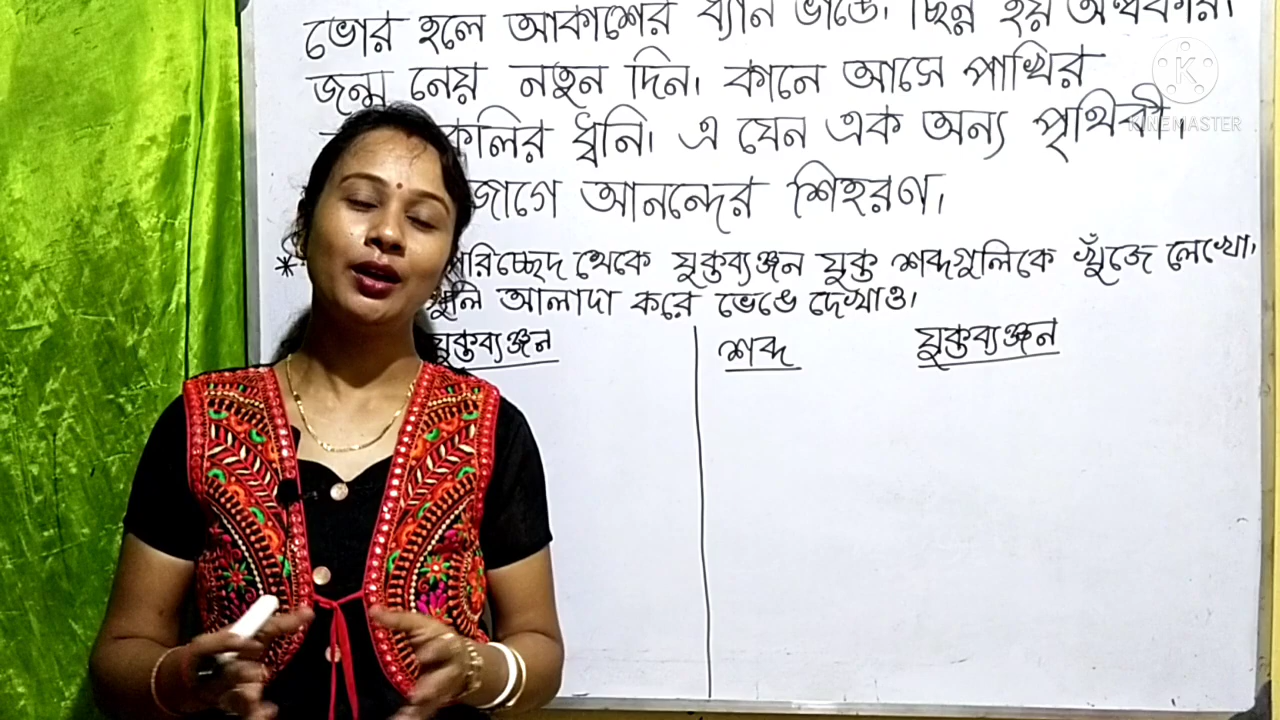 ভোর হলে আকাশের ধ্যান ভাঙে। ছিন্ন হয় অন্ধকার।
জন্ম নেয় নতুন দিন। কানে আসে পাখির
কলির ধ্বনি। এ যেন এক অন্য পৃথিবী।
জাগে আনন্দের শিহরণ।
* পরিচ্ছেদ থেকে যুক্তব্যঞ্জন যুক্ত শব্দগুলিকে খুঁজে লেখো।
গুলি আলাদা করে ভেঙে দেখাও।
যুক্তব্যঞ্জন শব্দ যুক্তব্যঞ্জন
K
KINEMASTER